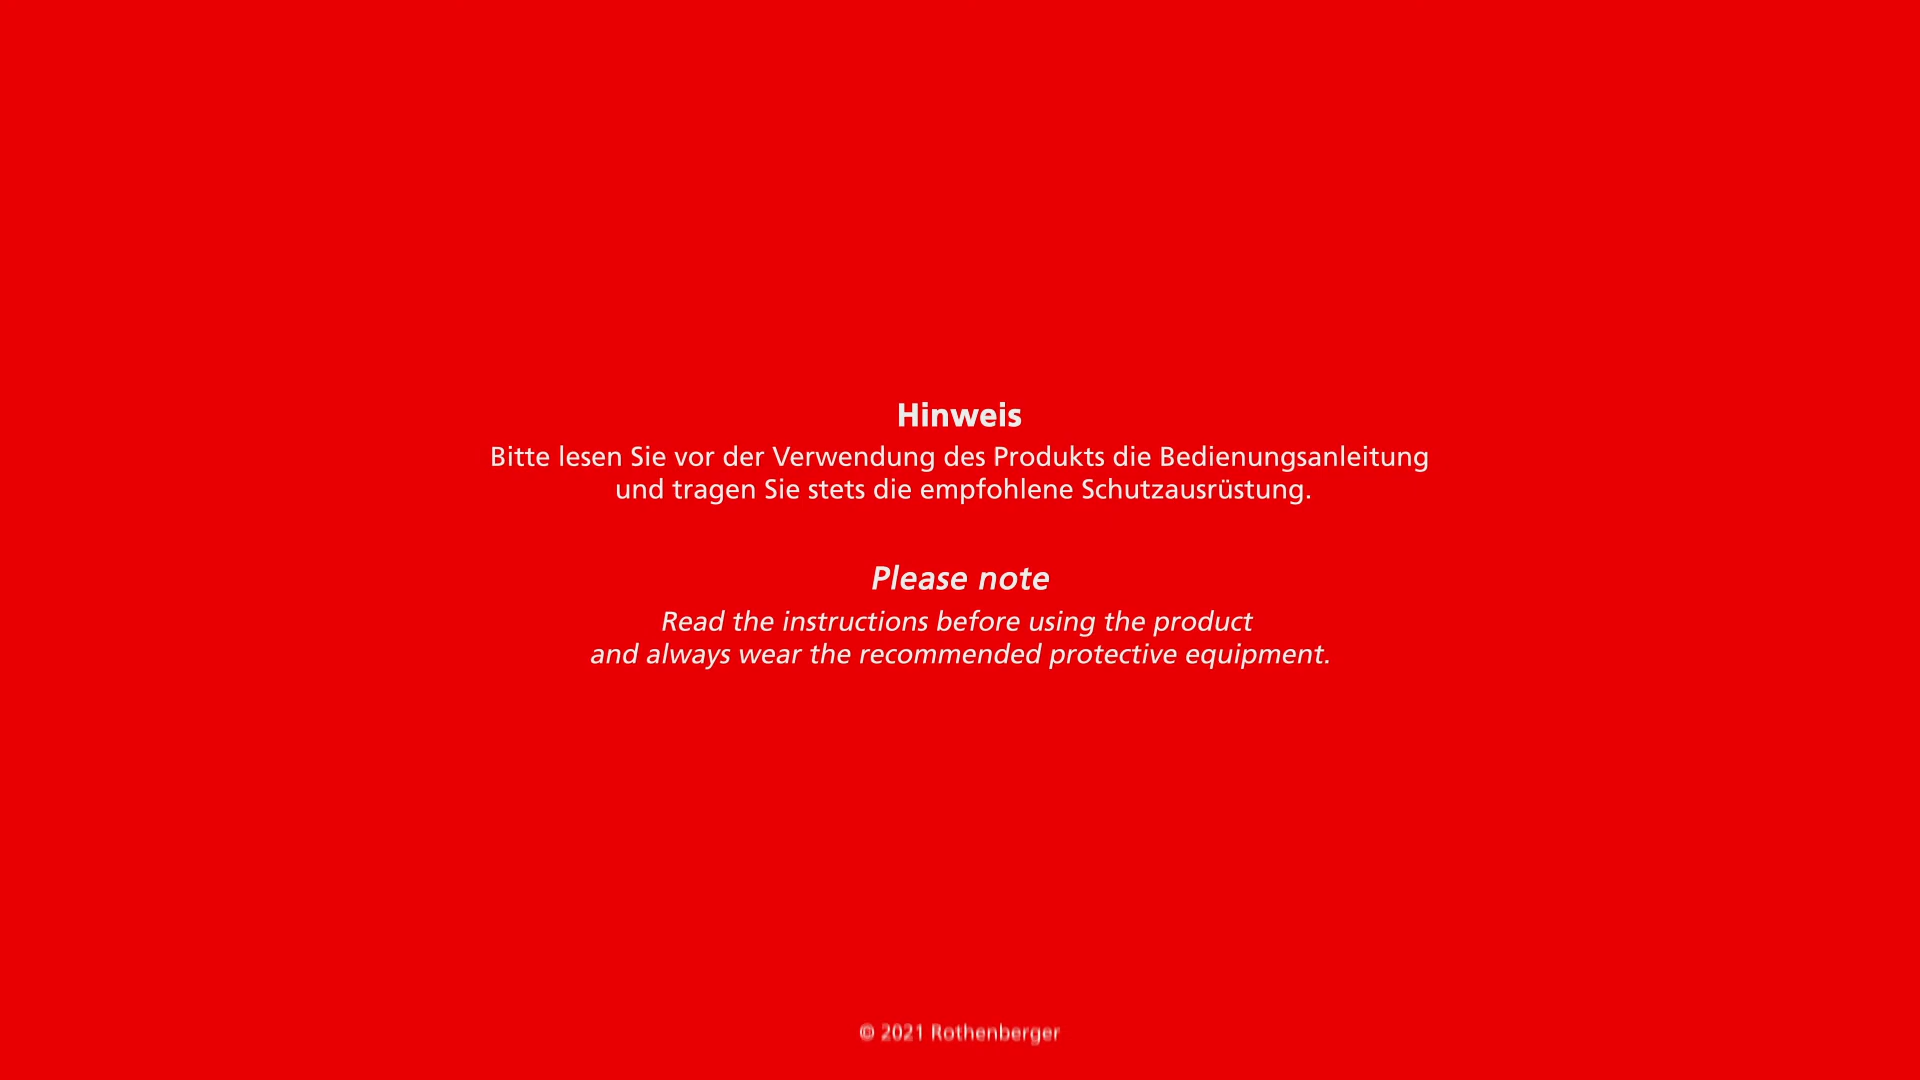 Hinweis
Bitte lesen Sie vor der Verwendung des Produkts die Bedienungsanleitung
und tragen Sie stets die empfohlene Schutzausrüstung.
Please note
Read the instructions before using the product
and always wear the recommended protective equipment.
© 2021 Rothenberger